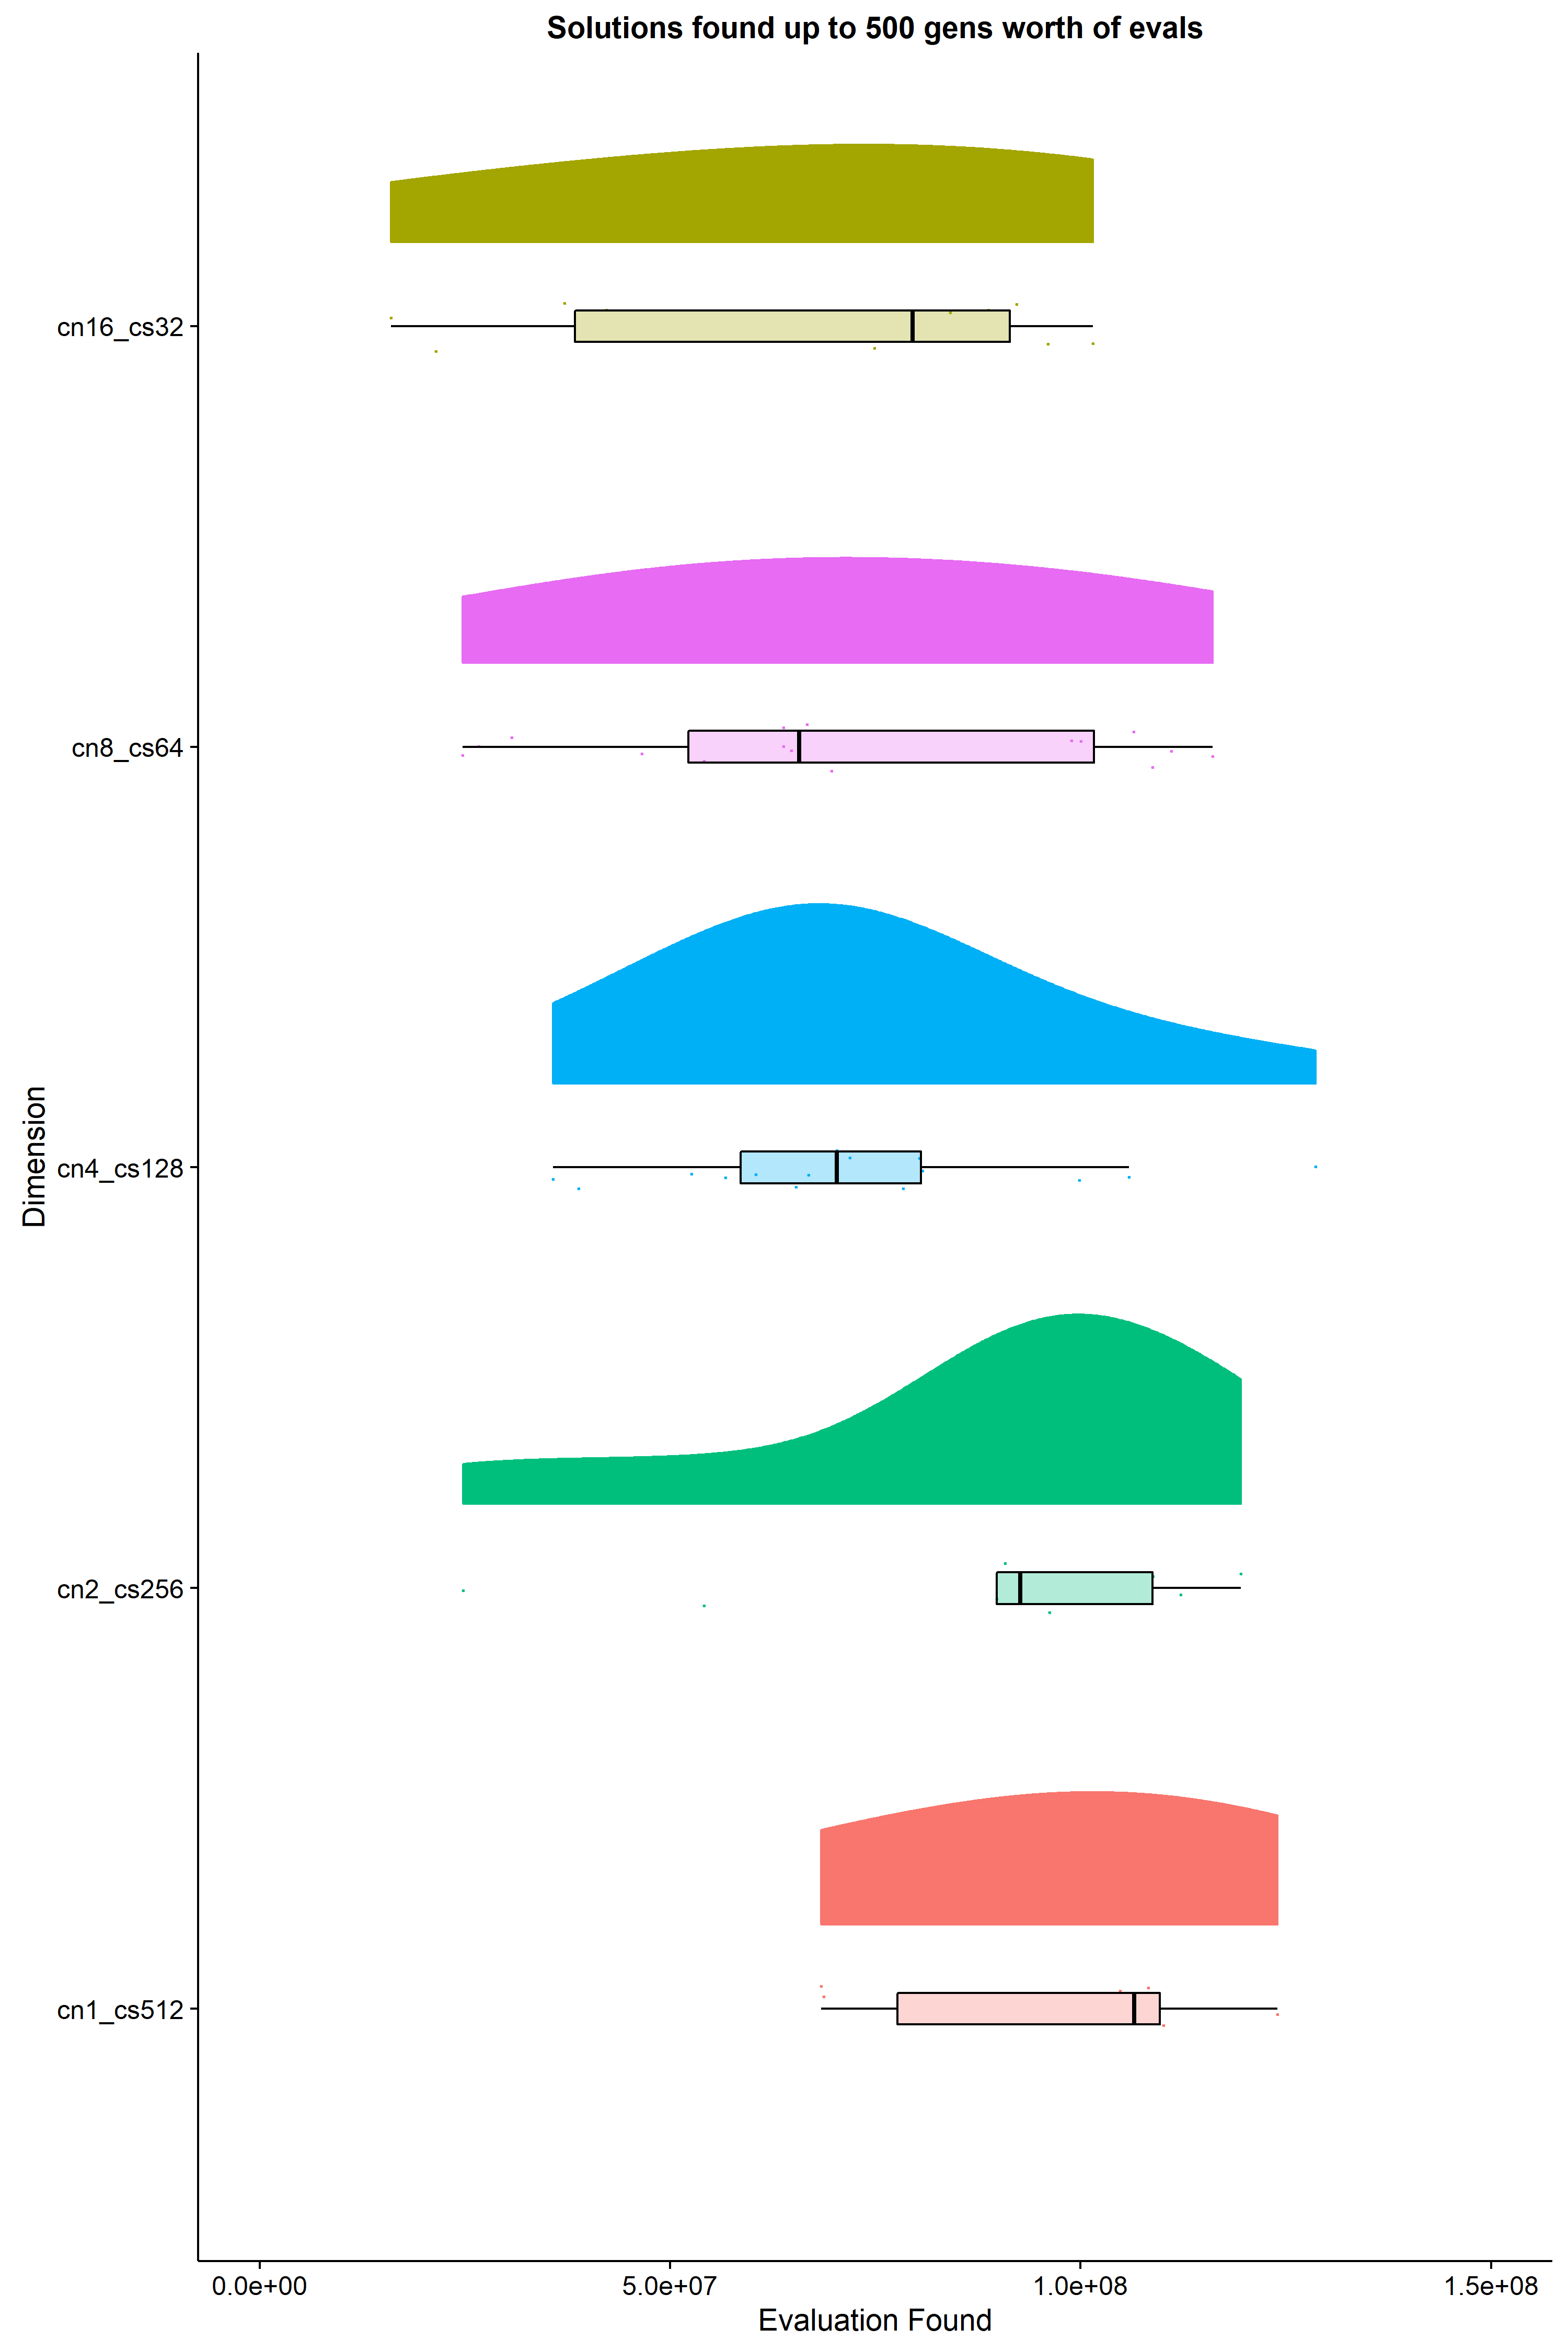 Solutions found up to 500 gens worth of evals
cn16_cs32
cn8_cs64
cn4_cs128
cn2_cs256
cn1_cs512
Dimension
0.0e+00
5.0e+07
1.0e+08
1.5e+08
Evaluation Found